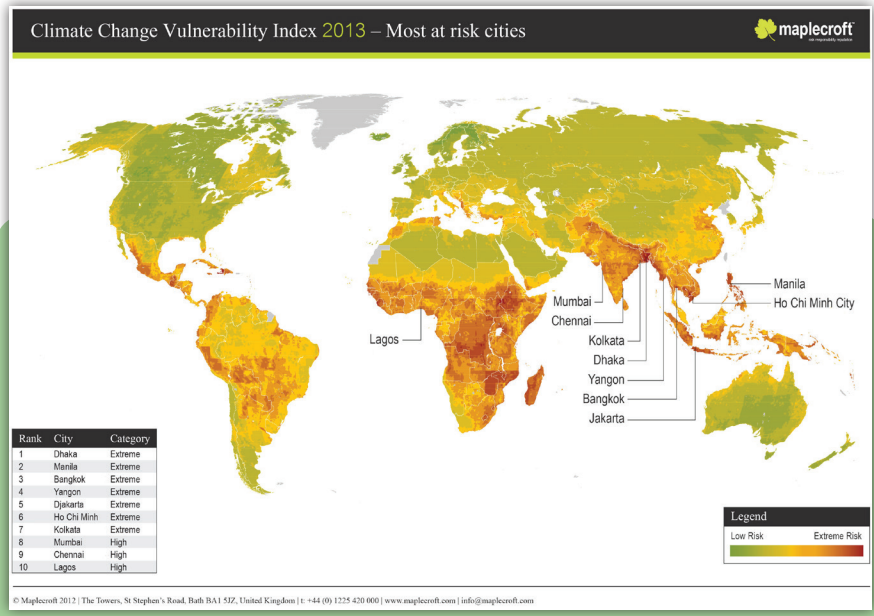 Climate Change Vulnerability Index 2013 – Most at risk cities
maplecroft
risk responsibility reputation
Manila
Ho Chi Minh City
Mumbai
Chennai
Lagos
Kolkata
Dhaka
Yangon
Bangkok
Jakarta
Rank City Category
1 Dhaka Extreme
2 Manila Extreme
3 Bangkok Extreme
4 Yangon Extreme
5 Djakarta Extreme
6 Ho Chi Minh Extreme
7 Kolkata Extreme
8 Mumbai High
9 Chennai High
10 Lagos High
Legend
Low Risk Extreme Risk
© Maplecroft 2012 | The Towers, St Stephen's Road, Bath BA1 5JZ, United Kingdom | t: +44 (0) 1225 420 000 | www.maplecroft.com | info@maplecroft.com